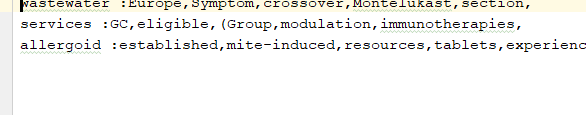 wastewater :Europe,Symptom,crossover,Montelukast,section,
services :GC,eligible,(Group,modulation,immunotherapies,
allergoid :established,mite-induced,resources,tablets,experienc